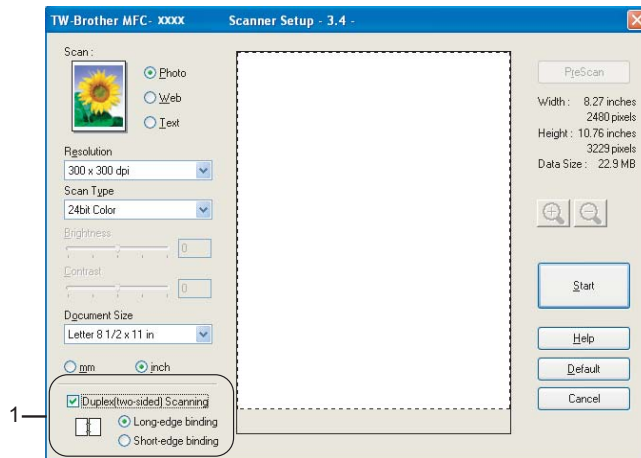 TW-Brother MFC- XXXX Scanner Setup - 3.4 -
Scan :
Photo
Web
Text
Resolution
300 x 300 dpi
Scan Type
24bit Color
Brightness
0
Contrast
0
Document Size
Letter 8 1/2 x 11 in
mm inch
1
Duplex(two-sided) Scanning
Long-edge binding
Short-edge binding
PreScan
Width : 8.27 inches
2480 pixels
Height : 10.76 inches
3229 pixels
Data Size : 22.9 MB
Start
Help
Default
Cancel